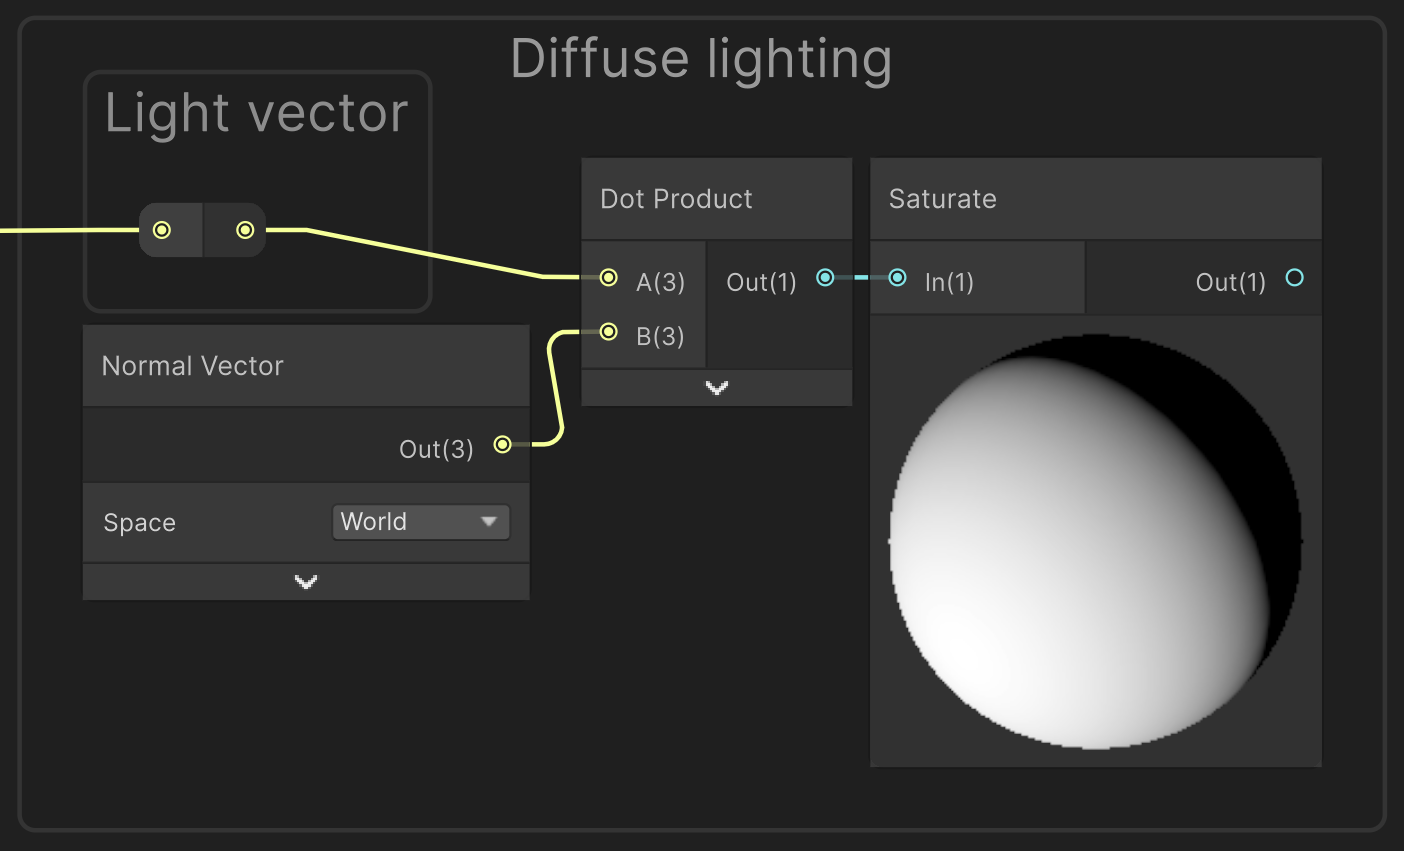 Diffuse lighting
Light vector
Dot Product
A(3)
Out(1)
B(3)
Saturate
In(1)
Out(1)
Normal Vector
Out(3)
Space
World